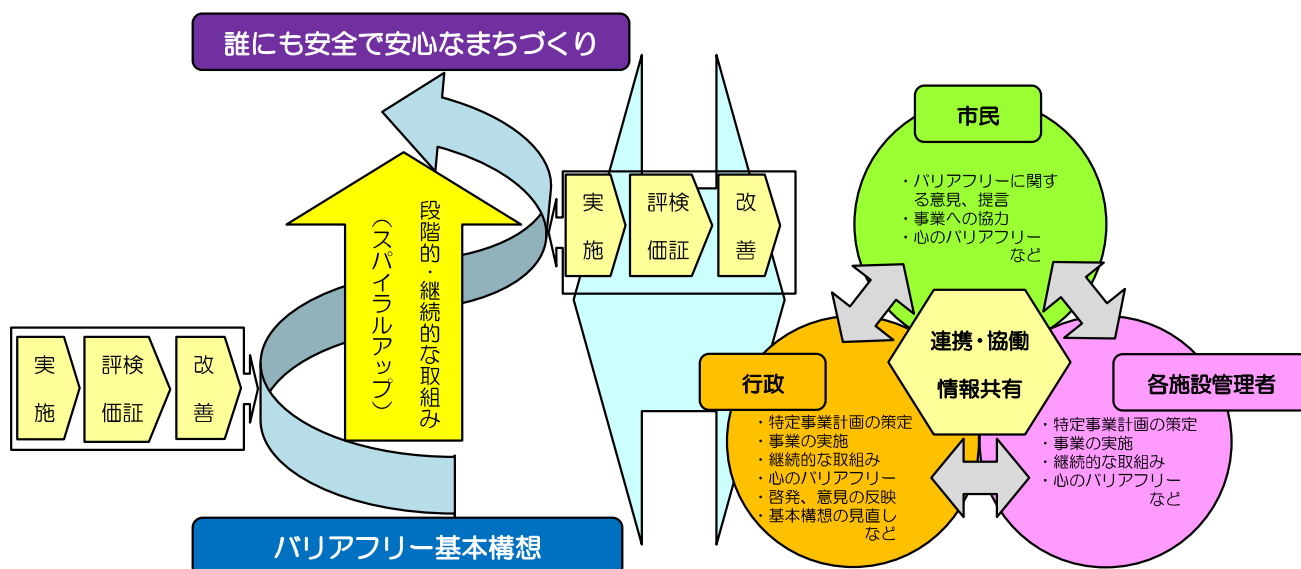 誰にも安全で安心なまちづくり
段階的・継続的な取組み
（スパイラルアップ）
実施
評価
検証
改善
実施
評価
検証
改善
バリアフリー基本構想
市民
・バリアフリーに関す
る意見、提言
・事業への協力
・心のバリアフリー
など
連携・協働
情報共有
行政
・特定事業計画の策定
・事業の実施
・継続的な取組み
・心のバリアフリー
・啓発、意見の反映
・基本構想の見直し
など
各施設管理者
・特定事業計画の策定
・事業の実施
・継続的な取組み
・心のバリアフリー
など